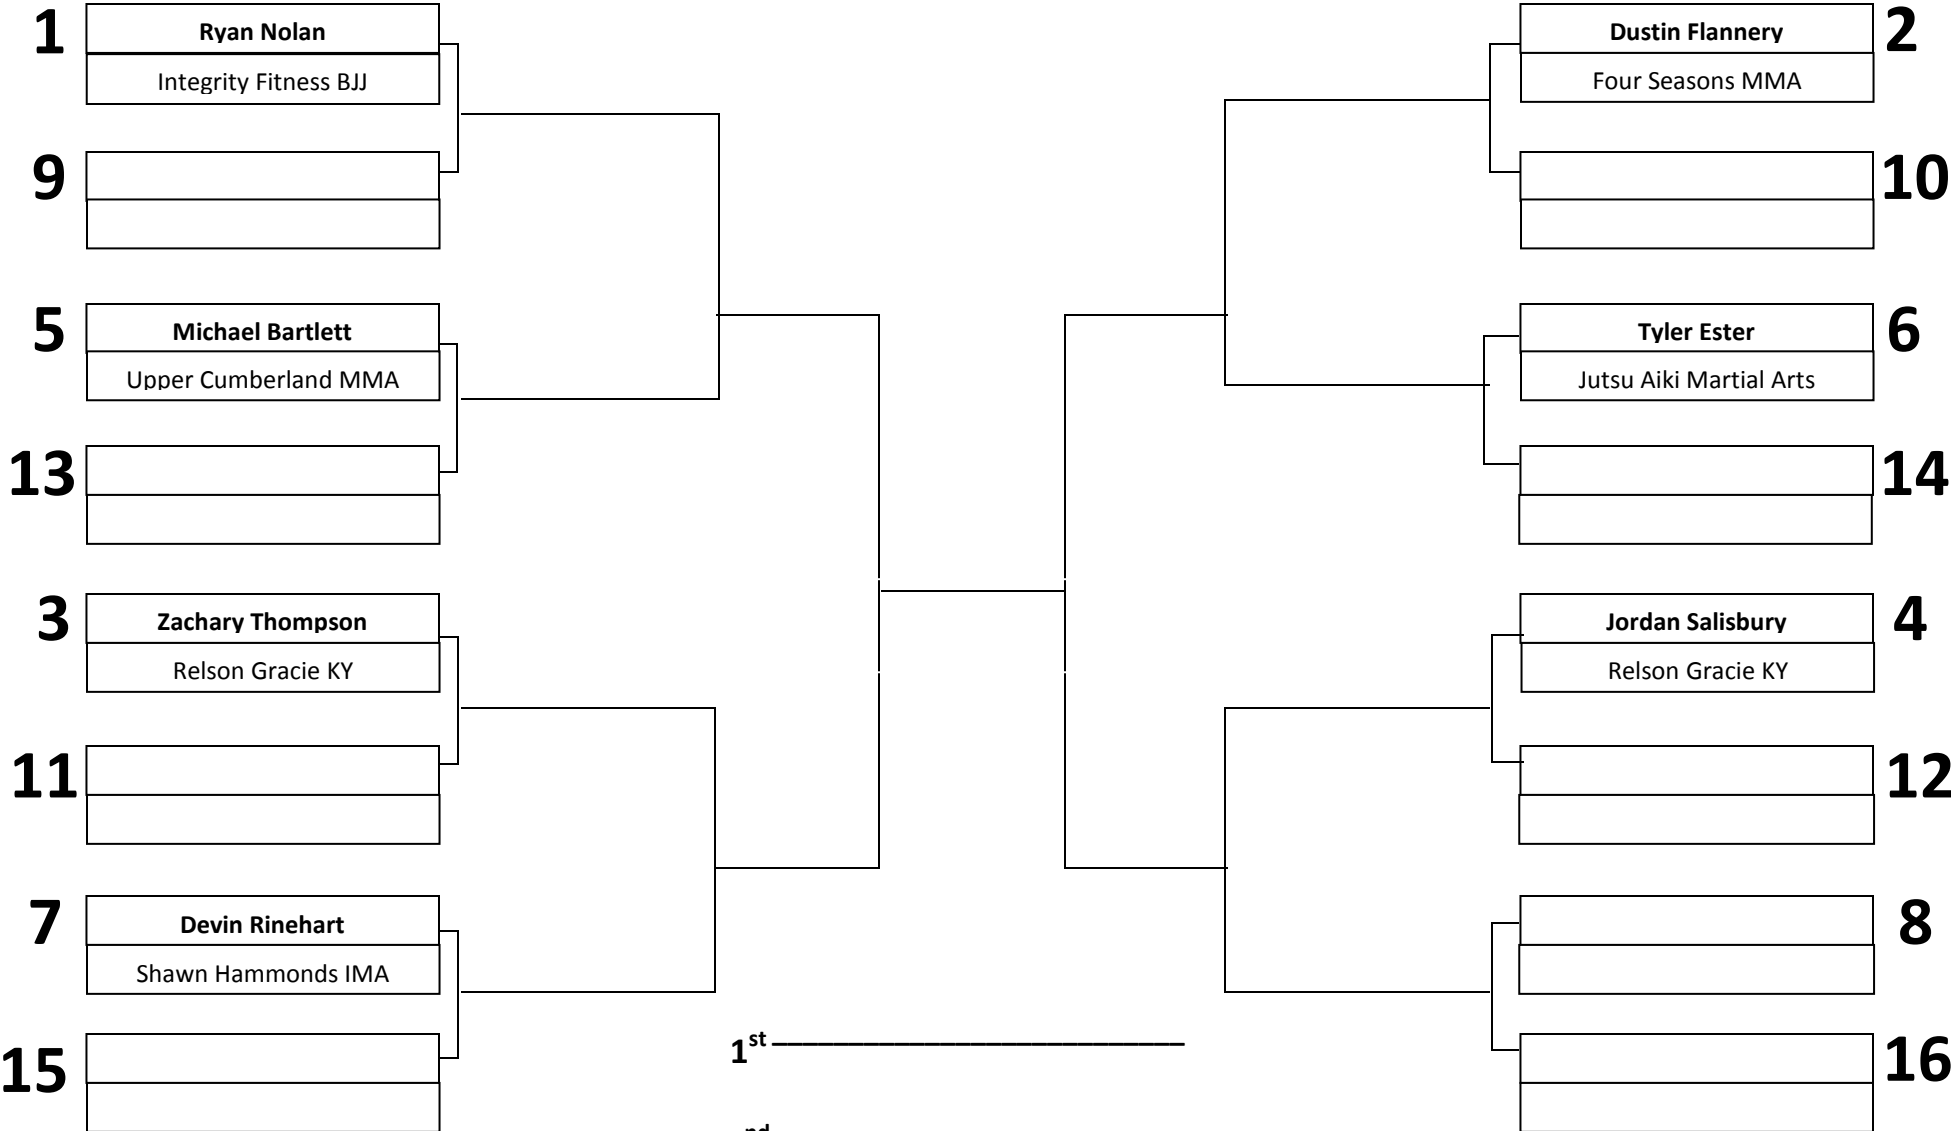 1
Ryan Nolan
Integrity Fitness BJJ
9
5
Michael Bartlett
Upper Cumberland MMA
13
3
Zachary Thompson
Relson Gracie KY
11
7
Devin Rinehart
Shawn Hammonds IMA
15
Dustin Flannery
2
Four Seasons MMA
10
Tyler Ester
6
Jutsu Aiki Martial Arts
14
Jordan Salisbury
4
Relson Gracie KY
12
8
16
1st ___________________________
nd